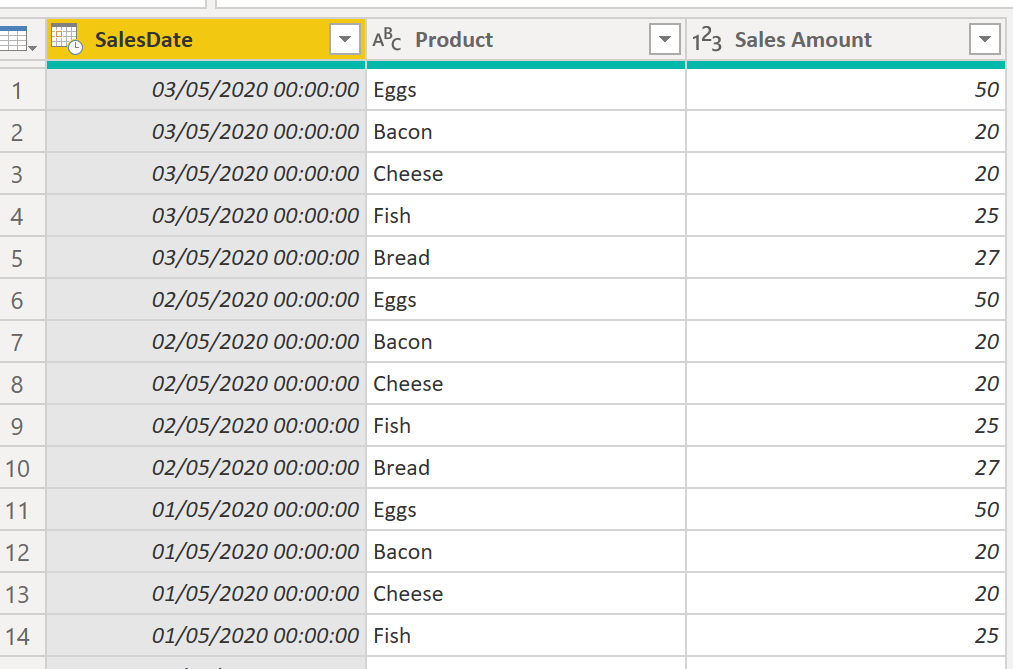 SalesDate ABC Product 123 Sales Amount
1 03/05/2020 00:00:00 Eggs 50
2 03/05/2020 00:00:00 Bacon 20
3 03/05/2020 00:00:00 Cheese 20
4 03/05/2020 00:00:00 Fish 25
5 03/05/2020 00:00:00 Bread 27
6 02/05/2020 00:00:00 Eggs 50
7 02/05/2020 00:00:00 Bacon 20
8 02/05/2020 00:00:00 Cheese 20
9 02/05/2020 00:00:00 Fish 25
10 02/05/2020 00:00:00 Bread 27
11 01/05/2020 00:00:00 Eggs 50
12 01/05/2020 00:00:00 Bacon 20
13 01/05/2020 00:00:00 Cheese 20
14 01/05/2020 00:00:00 Fish 25